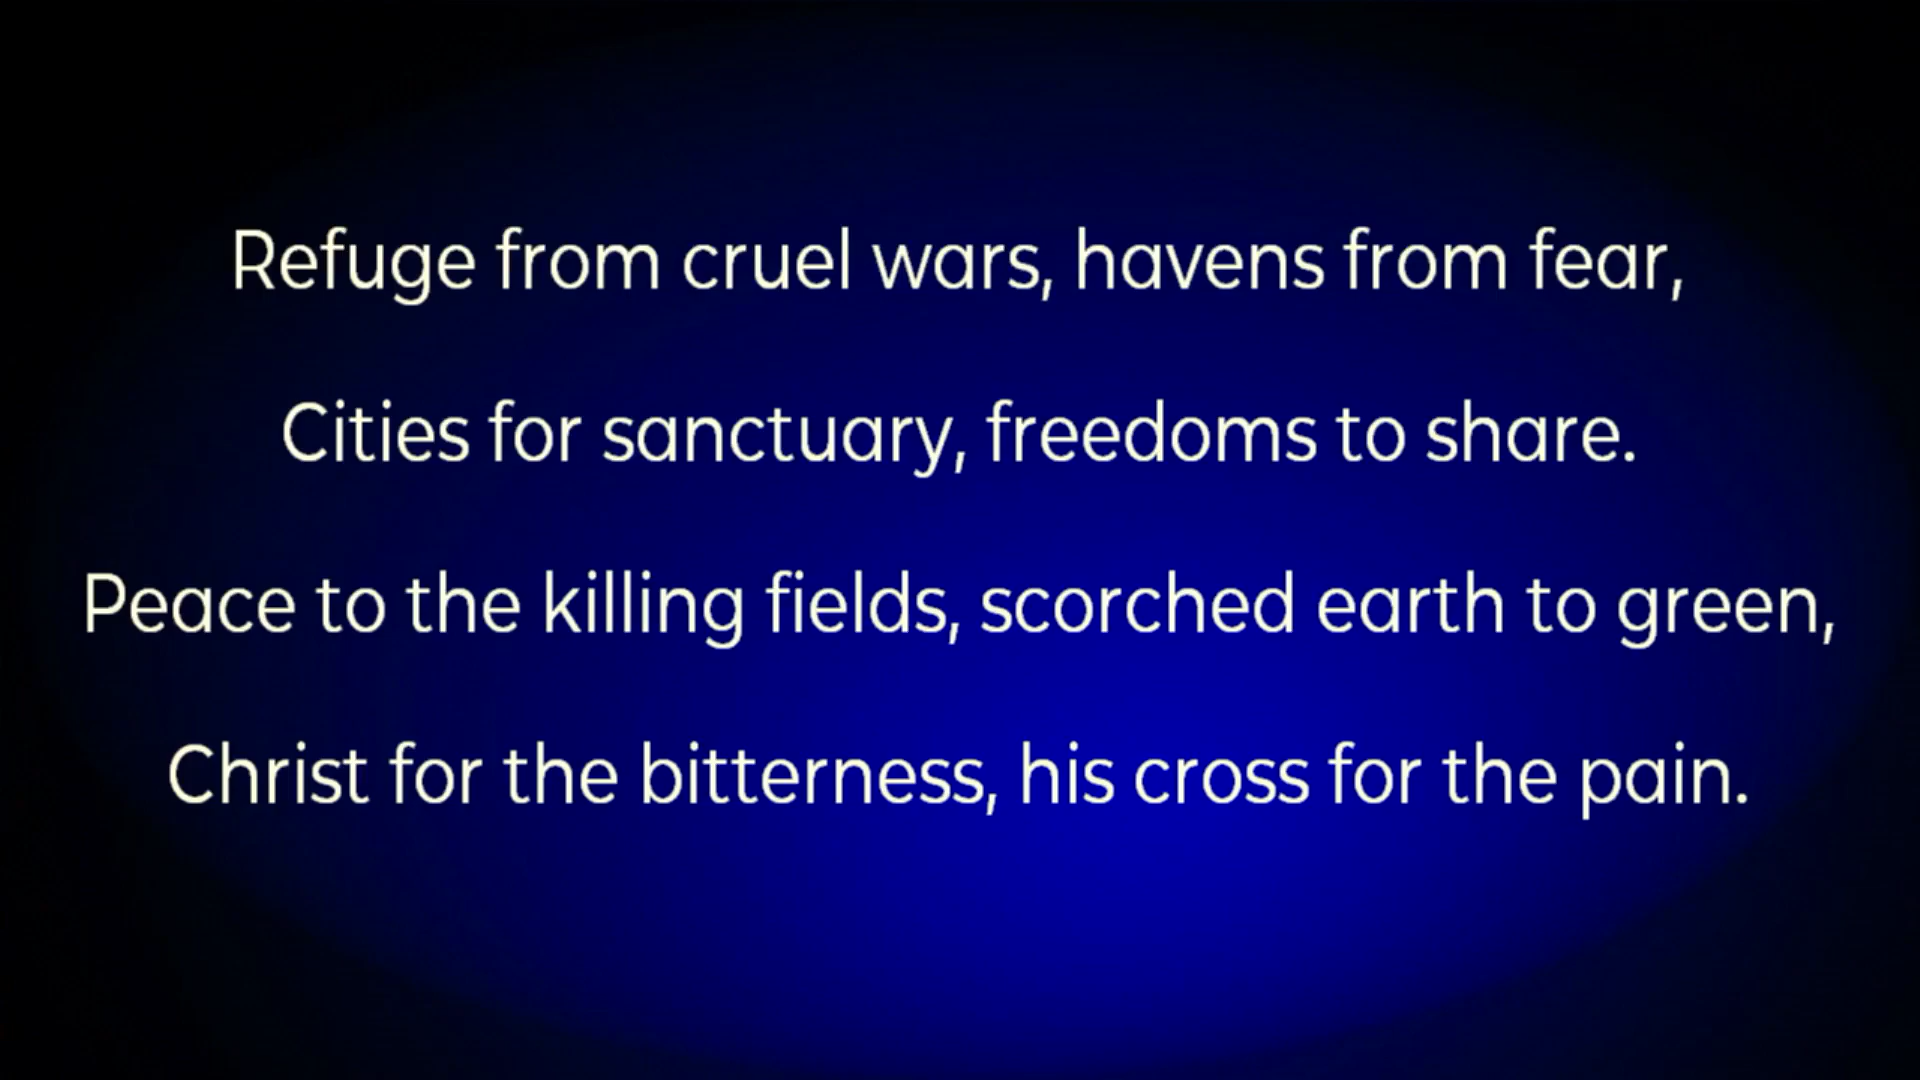 Refuge from cruel wars, havens from fear,
Cities for sanctuary, freedoms to share.
Peace to the killing fields, scorched earth to green,
Christ for the bitterness, his cross for the pain.